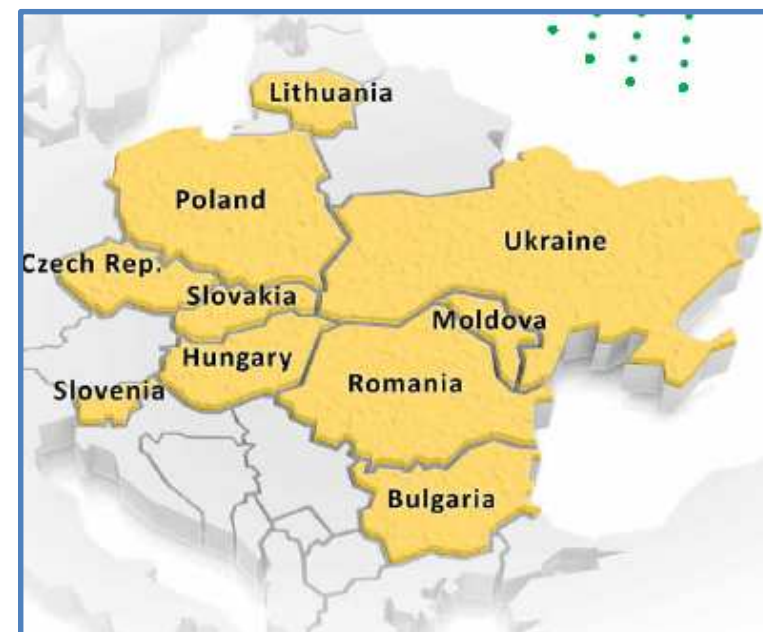 Lithuania
Poland
Ukraine
Czech Rep.
Slovakia
Moldova
Hungary
Romania
Slovenia
Bulgaria